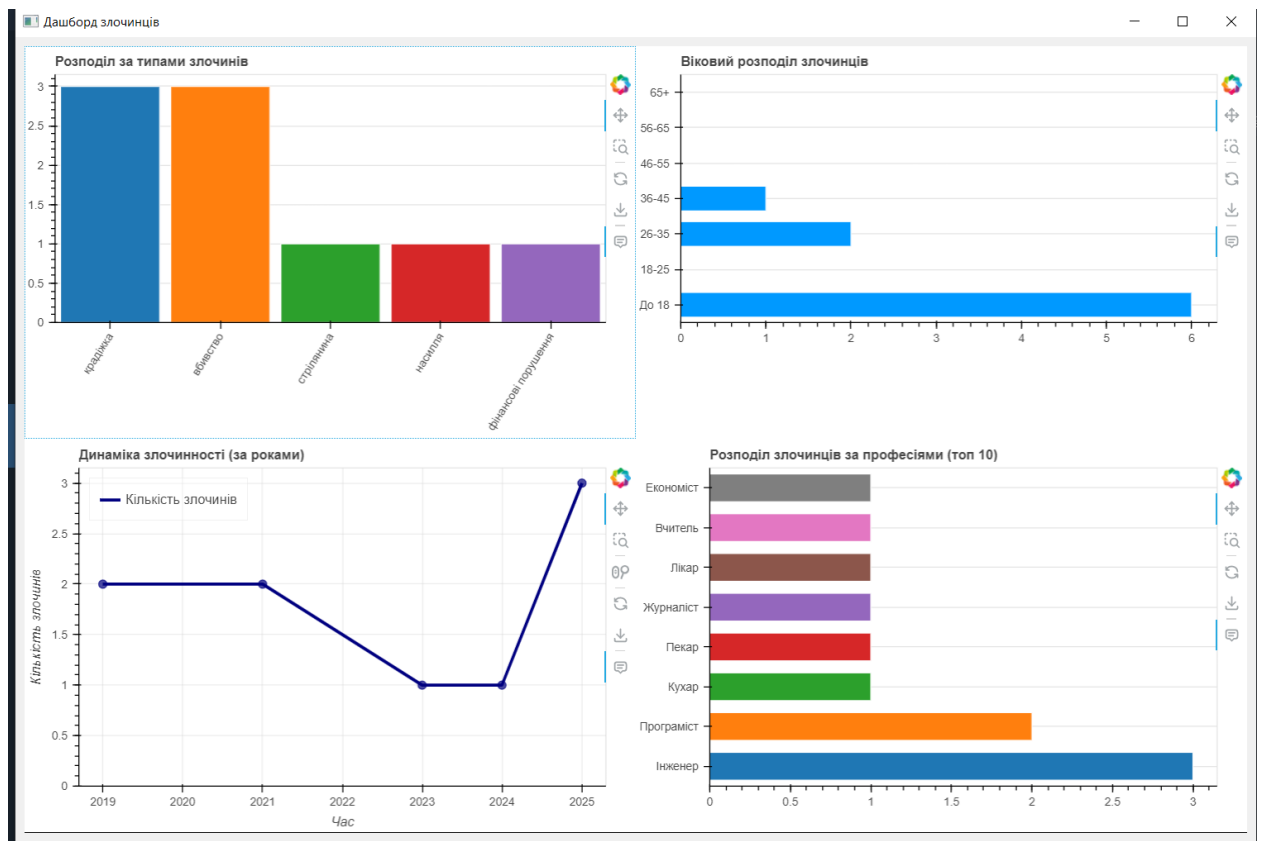 Дашборд злочинців
Розподіл за типами злочинів
3
2.5
2
1.5
1
0.5
0
крадіжка
вбивство
стрілянина
насилля
фінансові порушення
Віковий розподіл злочинців
65+
56-65
46-55
36-45
26-35
18-25
До 18
0 1 2 3 4 5 6
Динаміка злочинності (за роками)
Кількість злочинів
Кількість злочинів
3
2.5
2
1.5
1
0.5
0
2019 2020 2021 2022 2023 2024 2025
Час
Розподіл злочинців за професіями (топ 10)
Економіст
Вчитель
Лікар
Журналіст
Пекар
Кухар
Програміст
Інженер
0 0.5 1 1.5 2 2.5 3